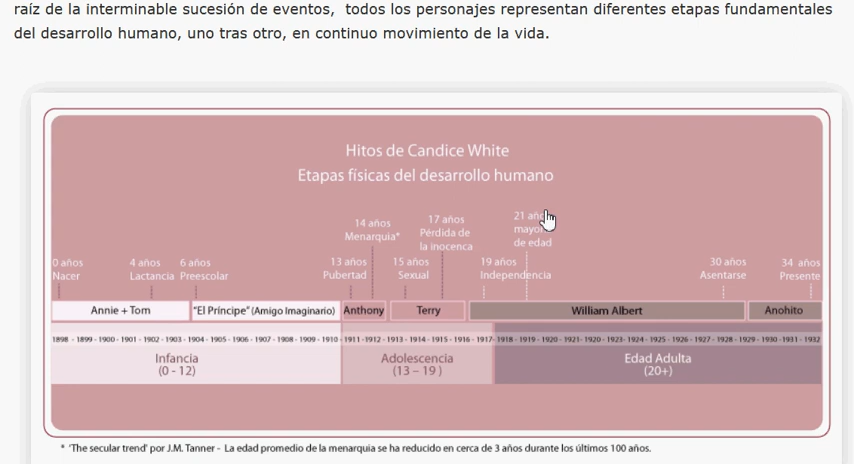 raíz de la interminable sucesión de eventos, todos los personajes representan diferentes etapas fundamentales
del desarrollo humano, uno tras otro, en continuo movimiento de la vida.
Hitos de Candice White
Etapas físicas del desarrollo humano
0 años
Nacer
4 años
Lactancia
6 años
Preescolar
13 años
Pubertad
14 años
Menarquia*
15 años
Sexual
17 años
Pérdida de
la inocenca
19 años
Independencia
21
de edad
30 años
Asentarse
34 años
Presente
Annie + Tom
"El Príncipe" (Amigo Imaginario)
Anthony
Terry
William Albert
Anohito
1898 - 1899 - 1900 - 1901 - 1902 - 1903 - 1904 - 1905 - 1906 - 1907 - 1908 - 1909 - 1910 - 1911 - 1912 - 1913 - 1914 - 1915 - 1916 - 1917 - 1918 - 1919 - 1920 - 1921- 1920 - 1923 - 1924 - 1925 - 1926 - 1927 - 1928 - 1929 - 1930 -1931 - 1932
Infancia
(0 - 12)
Adolescencia
(13 – 19 )
Edad Adulta
(20+)
* 'The secular trend' por J.M. Tanner - La edad promedio de la menarquia se ha reducido en cerca de 3 años durante los últimos 100 años.